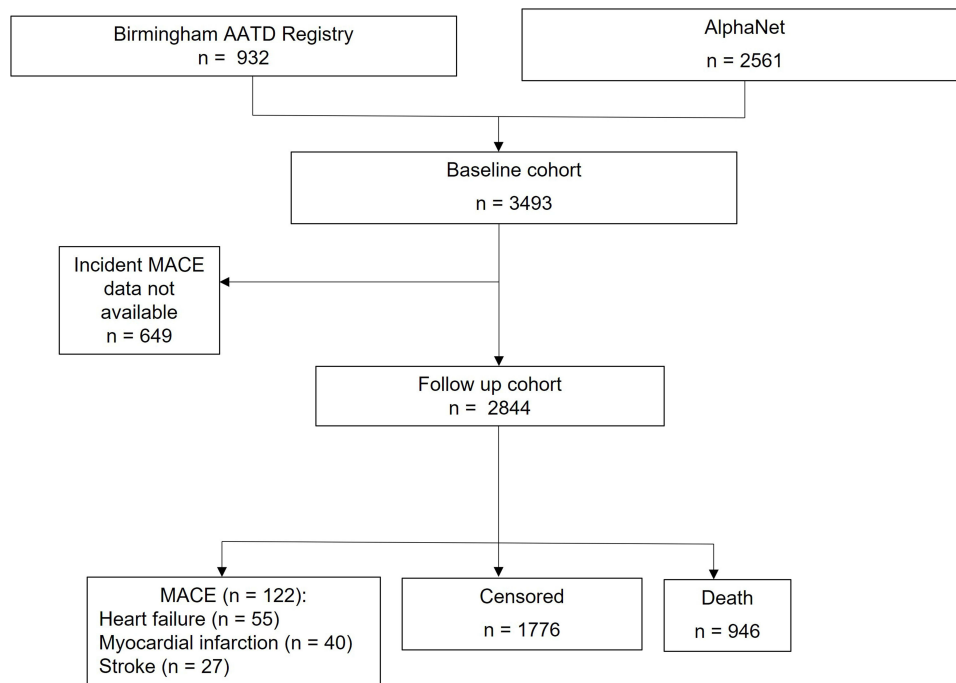 Birmingham AATD Registry
n =  932
AlphaNet
n = 2561
Baseline cohort
n = 3493
Incident MACE
data not
available
n = 649
Follow up cohort
n =  2844
MACE (n = 122):
Heart failure (n = 55)
Myocardial infarction (n = 40)
Stroke (n = 27)
Censored
n = 1776
Death
n = 946